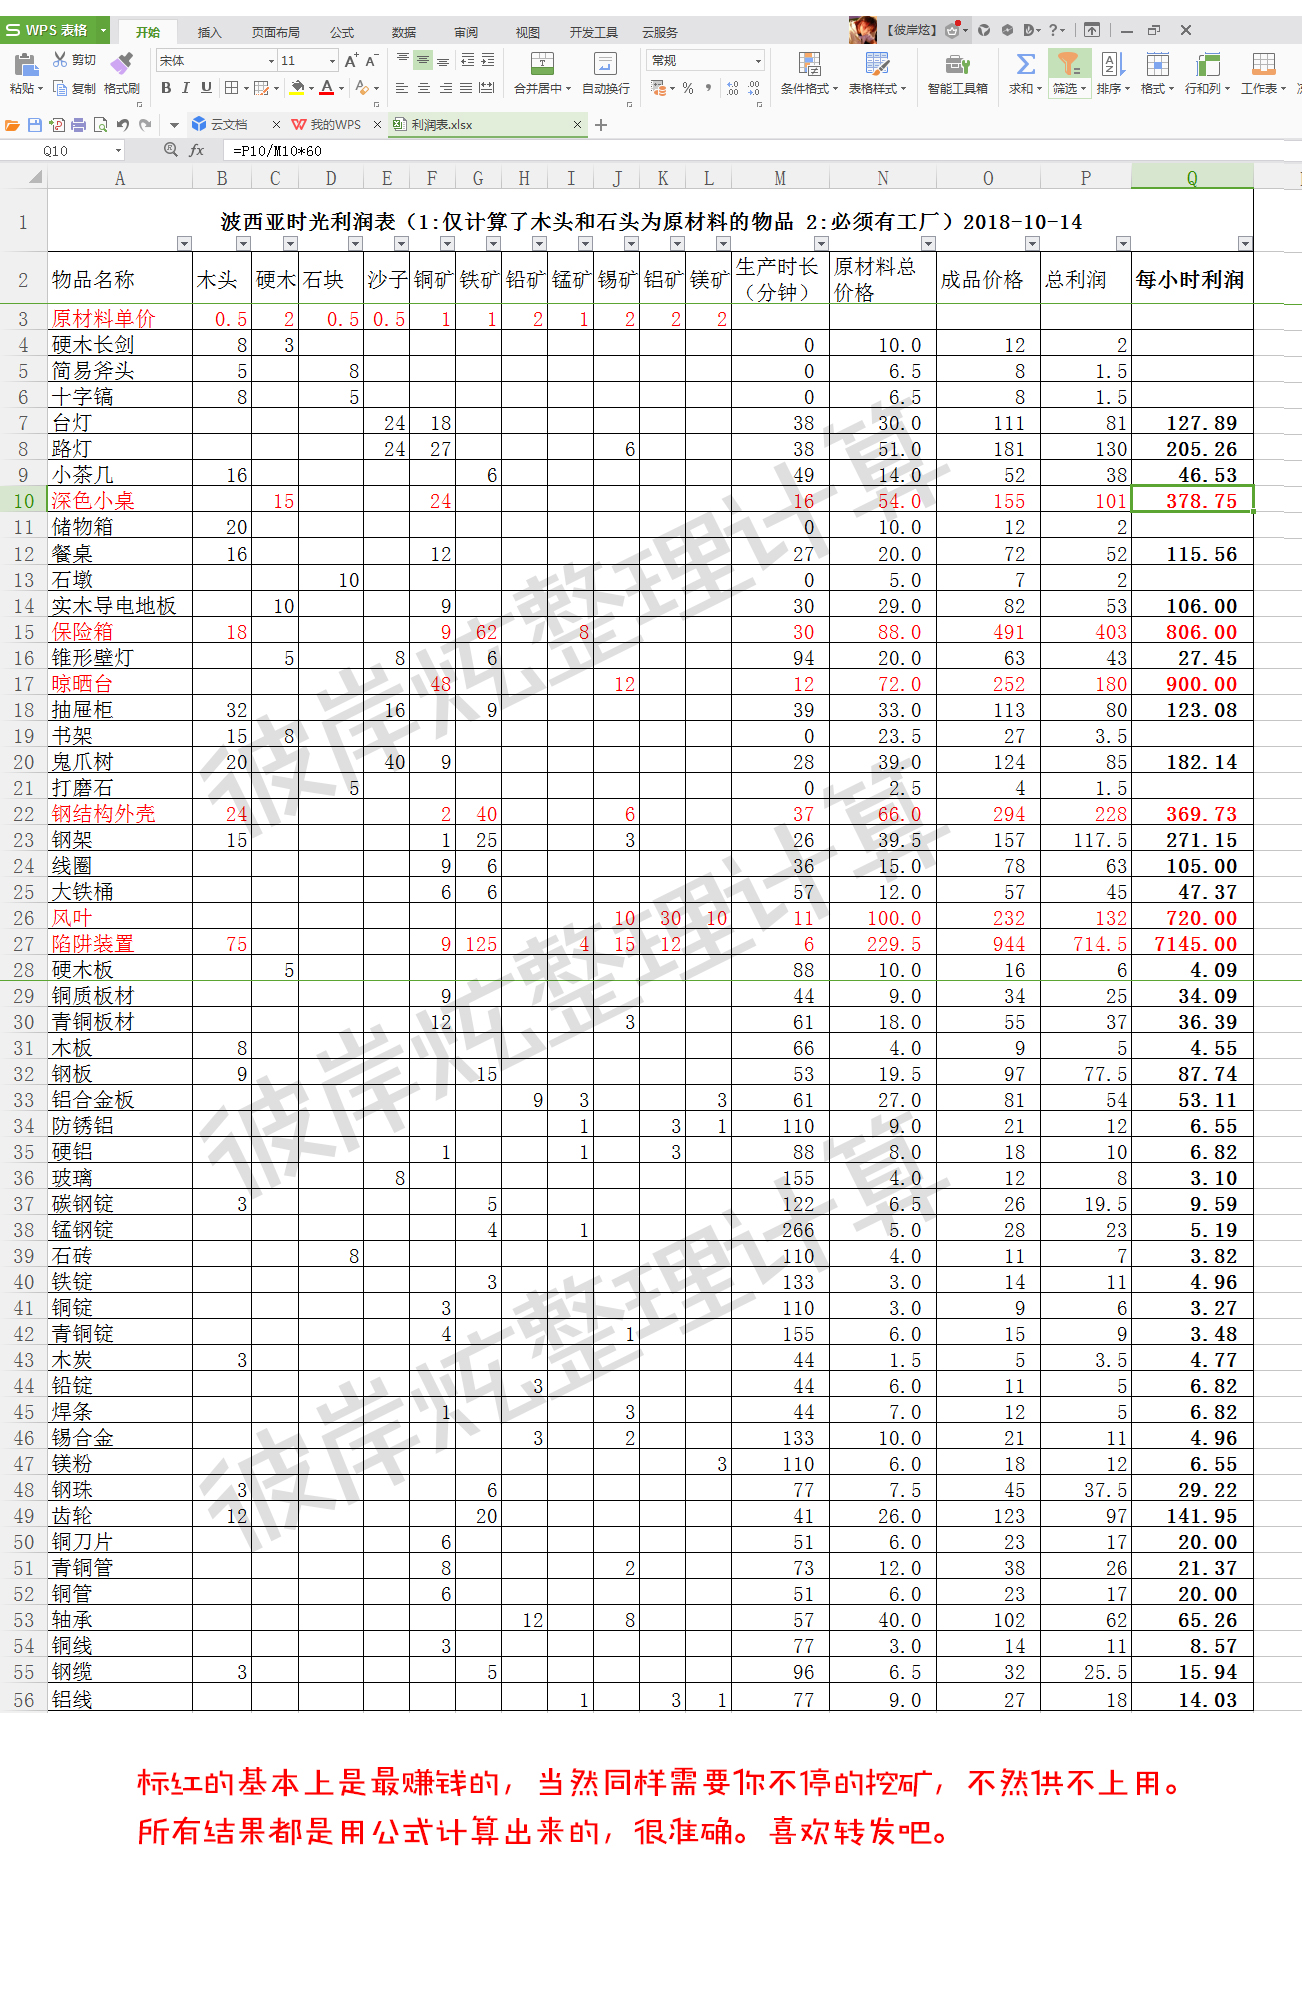 S WPS 表格 开始 插入 页面布局 公式 数据 审阅 视图 开发工具 云服务 【彼岸炫】
粘贴 剪切 复制 格式刷 宋体 11 B I U 合并居中 自动换行 常规 条件格式 表格样式 智能工具箱 求和 筛选 排序 格式 行和列 工作表
云文档 我的WPS 利润表.xlsx
Q10 fx =P10/M10*60
A B C D E F G H I J K L M N O P Q
1 波西亚时光利润表（1:仅计算了木头和石头为原材料的物品 2:必须有工厂）2018-10-14
2 物品名称 木头 硬木 石块 沙子 铜矿 铁矿 铅矿 锰矿 锡矿 铝矿 镁矿 生产时长（分钟） 原材料总价格 成品价格 总利润 每小时利润
3 原材料单价 0.5 2 0.5 0.5 1 1 2 1 2 2 2
4 硬木长剑 8 3 0 10.0 12 2
5 简易斧头 5 8 0 6.5 8 1.5
6 十字镐 8 5 0 6.5 8 1.5
7 台灯 24 18 38 30.0 111 81 127.89
8 路灯 24 27 6 38 51.0 181 130 205.26
9 小茶几 16 6 49 14.0 52 38 46.53
10 深色小桌 15 24 16 54.0 155 101 378.75
11 储物箱 20 0 10.0 12 2
12 餐桌 16 12 27 20.0 72 52 115.56
13 石墩 10 0 5.0 7 2
14 实木导电地板 10 9 30 29.0 82 53 106.00
15 保险箱 18 9 62 8 30 88.0 491 403 806.00
16 锥形壁灯 5 8 6 94 20.0 63 43 27.45
17 晾晒台 48 12 12 72.0 252 180 900.00
18 抽屉柜 32 16 9 39 33.0 113 80 123.08
19 书架 15 8 0 23.5 27 3.5
20 鬼爪树 20 40 9 28 39.0 124 85 182.14
21 打磨石 5 0 2.5 4 1.5
22 钢结构外壳 24 2 40 6 37 66.0 294 228 369.73
23 钢架 15 1 25 3 26 39.5 157 117.5 271.15
24 线圈 9 6 36 15.0 78 63 105.00
25 大铁桶 6 6 57 12.0 57 45 47.37
26 风叶 10 30 10 11 100.0 232 132 720.00
27 陷阱装置 75 9 125 4 15 12 6 229.5 944 714.5 7145.00
28 硬木板 5 88 10.0 16 6 4.09
29 铜质板材 9 44 9.0 34 25 34.09
30 青铜板材 12 3 61 18.0 55 37 36.39
31 木板 8 66 4.0 9 5 4.55
32 钢板 9 15 53 19.5 97 77.5 87.74
33 铝合金板 9 3 3 61 27.0 81 54 53.11
34 防锈铝 1 3 1 110 9.0 21 12 6.55
35 硬铝 1 1 3 88 8.0 18 10 6.82
36 玻璃 8 155 4.0 12 8 3.10
37 碳钢锭 3 5 122 6.5 26 19.5 9.59
38 锰钢锭 4 1 266 5.0 28 23 5.19
39 石砖 8 110 4.0 11 7 3.82
40 铁锭 3 133 3.0 14 11 4.96
41 铜锭 3 110 3.0 9 6 3.27
42 青铜锭 4 1 155 6.0 15 9 3.48
43 木炭 3 44 1.5 5 3.5 4.77
44 铅锭 3 44 6.0 11 5 6.82
45 焊条 1 3 44 7.0 12 5 6.82
46 锡合金 3 2 133 10.0 21 11 4.96
47 镁粉 3 110 6.0 18 12 6.55
48 钢珠 3 6 77 7.5 45 37.5 29.22
49 齿轮 12 20 41 26.0 123 97 141.95
50 铜刀片 6 51 6.0 23 17 20.00
51 青铜管 8 2 73 12.0 38 26 21.37
52 铜管 6 51 6.0 23 17 20.00
53 轴承 12 8 57 40.0 102 62 65.26
54 铜线 3 77 3.0 14 11 8.57
55 钢缆 3 5 96 6.5 32 25.5 15.94
56 铝线 1 3 1 77 9.0 27 18 14.03
彼岸炫整理计算
彼岸炫整理计算
彼岸炫整理计算
标红的基本上是最赚钱的，当然同样需要你不停的挖矿，不然供不上用。
所有结果都是用公式计算出来的，很准确。喜欢转发吧。